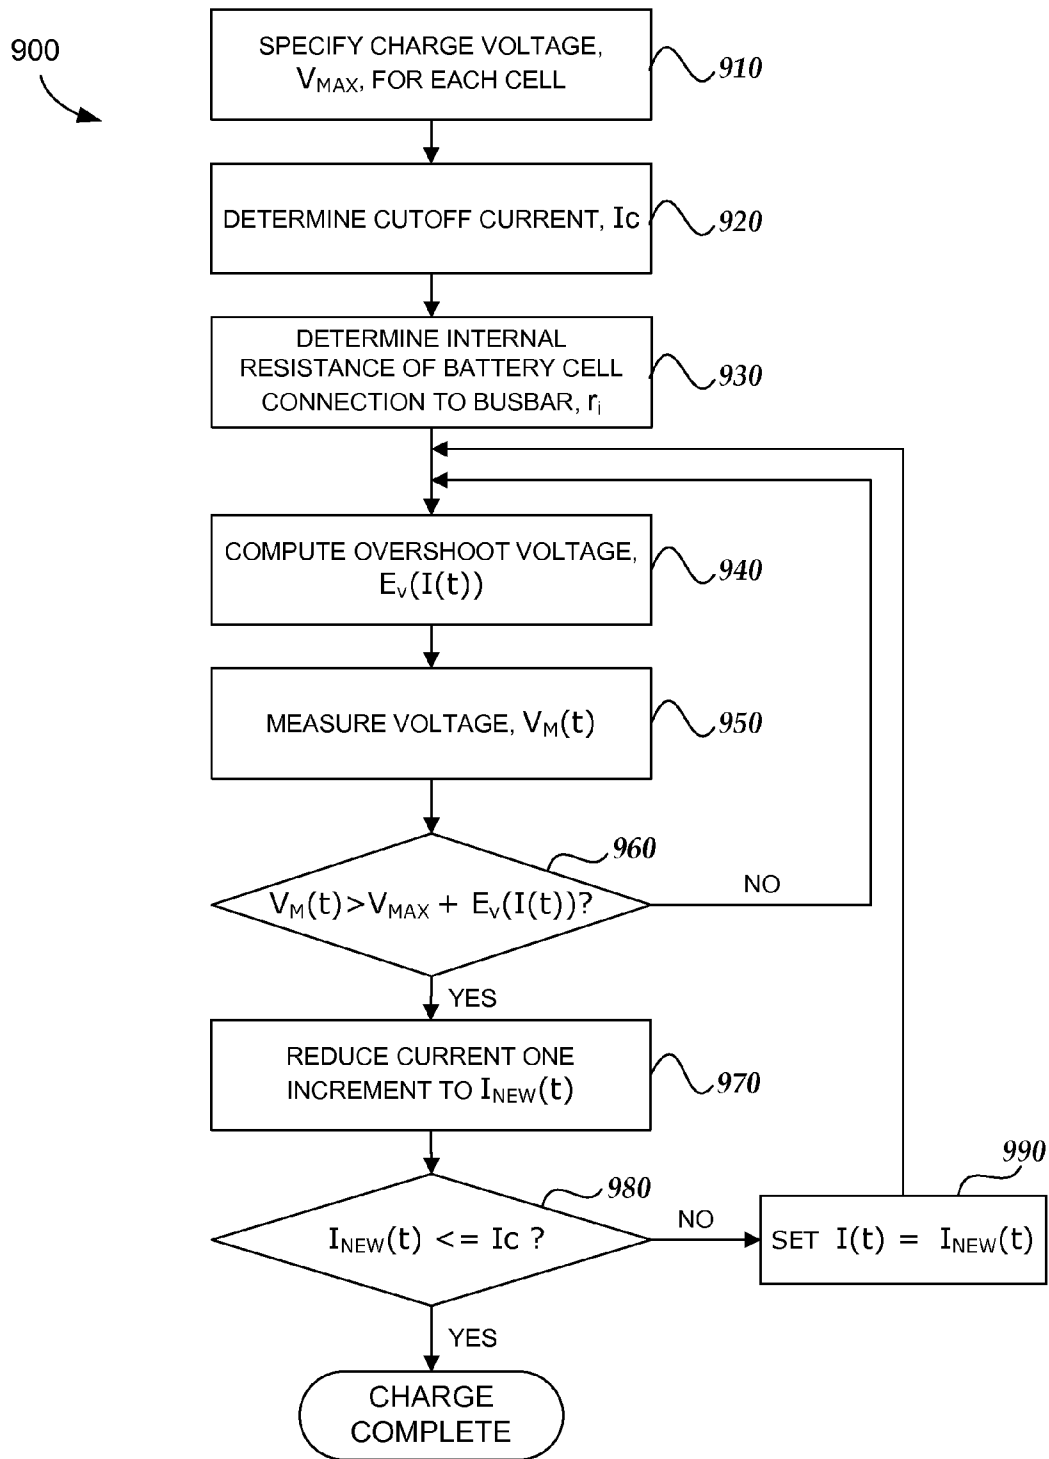 900
SPECIFY CHARGE VOLTAGE,
VMAX, FOR EACH CELL
910
DETERMINE CUTOFF CURRENT, Ic
920
DETERMINE INTERNAL
RESISTANCE OF BATTERY CELL
CONNECTION TO BUSBAR, ri
930
COMPUTE OVERSHOOT VOLTAGE,
Ev(I(t))
940
MEASURE VOLTAGE, VM(t)
950
960
VM(t)>VMAX + Ev(I(t))?
NO
YES
REDUCE CURRENT ONE
INCREMENT TO INEW(t)
970
980
INEW(t) <= Ic ?
NO
990
SET I(t) = INEW(t)
YES
CHARGE
COMPLETE